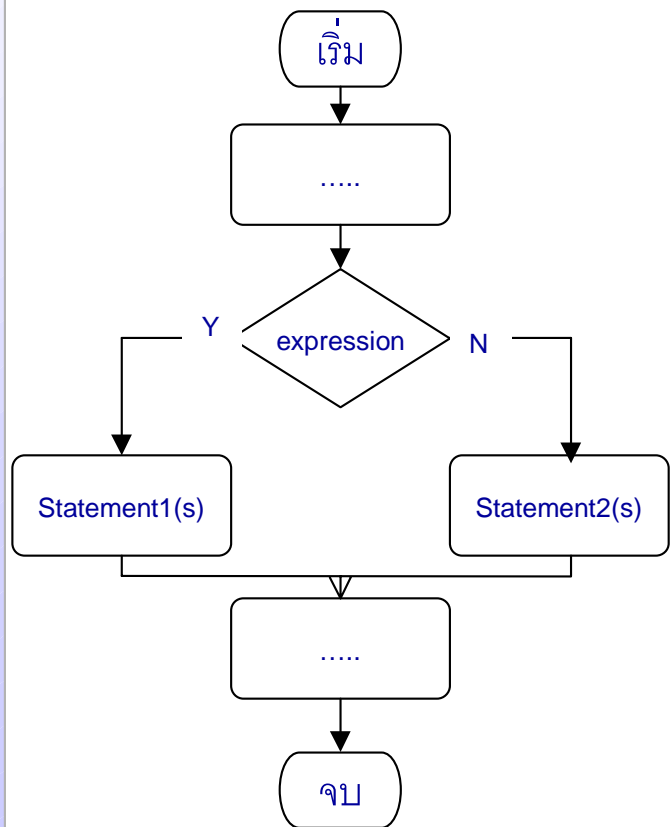 เริ่ม
.....
Y
expression
N
Statement1(s)
Statement2(s)
.....
จบ